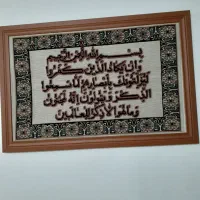 بسم الله الرحمن الرحيم
وان يكاد الذين كفروا
ليزلقونك بابصارهم لما سمعوا
الذكر و يقولون انه لمجنون
وما هو الا ذكر للعالمين